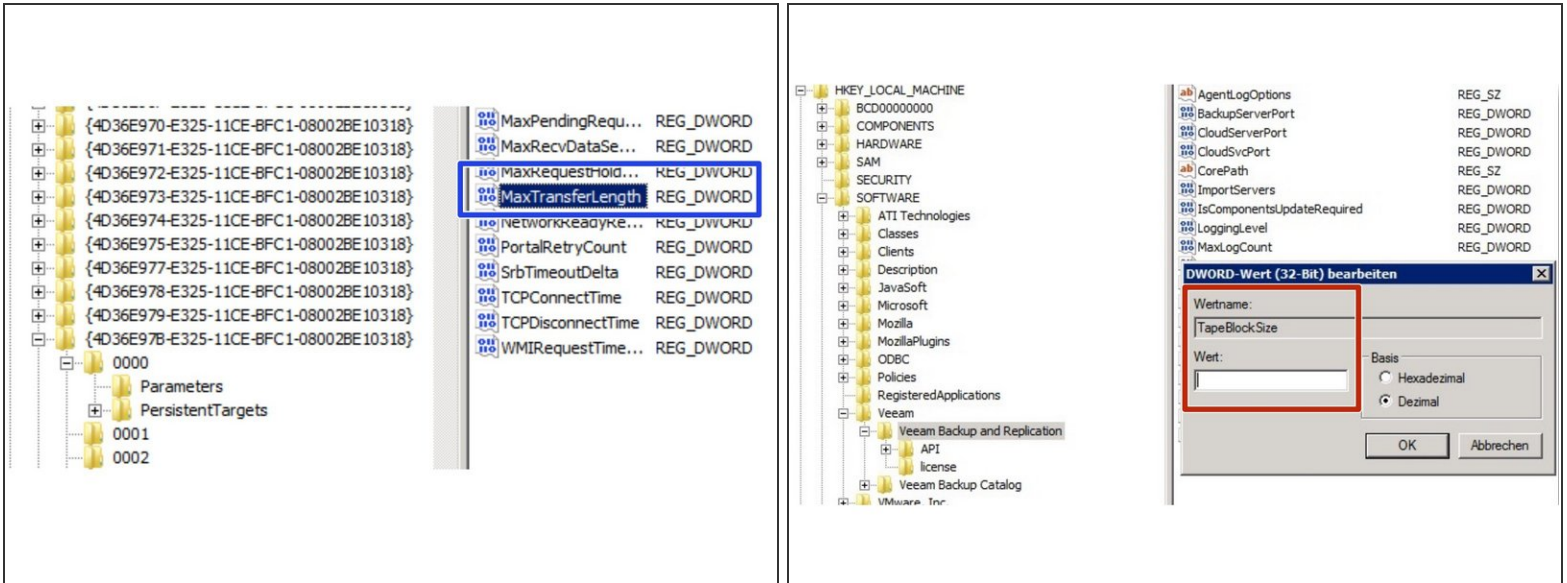 {4D36E970-E325-11CE-BFC1-08002BE10318}
{4D36E971-E325-11CE-BFC1-08002BE10318}
{4D36E972-E325-11CE-BFC1-08002BE10318}
{4D36E973-E325-11CE-BFC1-08002BE10318}
{4D36E974-E325-11CE-BFC1-08002BE10318}
{4D36E975-E325-11CE-BFC1-08002BE10318}
{4D36E977-E325-11CE-BFC1-08002BE10318}
{4D36E978-E325-11CE-BFC1-08002BE10318}
{4D36E979-E325-11CE-BFC1-08002BE10318}
{4D36E97B-E325-11CE-BFC1-08002BE10318}
0000
Parameters
PersistentTargets
0001
0002
MaxPendingRequ... REG_DWORD
MaxRecvDataSe... REG_DWORD
MaxRequestHold... REG_DWORD
MaxTransferLength REG_DWORD
NetworkReadyRe... REG_DWORD
PortalRetryCount REG_DWORD
SrbTimeoutDelta REG_DWORD
TCPConnectTime REG_DWORD
TCPDisconnectTime REG_DWORD
WMIRequestTime... REG_DWORD
HKEY_LOCAL_MACHINE
BCD00000000
COMPONENTS
HARDWARE
SAM
SECURITY
SOFTWARE
ATI Technologies
Classes
Clients
Description
JavaSoft
Microsoft
Mozilla
MozillaPlugins
ODBC
Policies
RegisteredApplications
Veeam
Veeam Backup and Replication
API
license
Veeam Backup Catalog
VMware, Inc.
AgentLogOptions REG_SZ
BackupServerPort REG_DWORD
CloudServerPort REG_DWORD
CloudSvcPort REG_DWORD
CorePath REG_SZ
ImportServers REG_DWORD
IsComponentsUpdateRequired REG_DWORD
LoggingLevel REG_DWORD
MaxLogCount REG_DWORD
DWORD-Wert (32-Bit) bearbeiten
Wertname:
TapeBlockSize
Wert:
Basis
Hexadezimal
Dezimal
OK Abbrechen